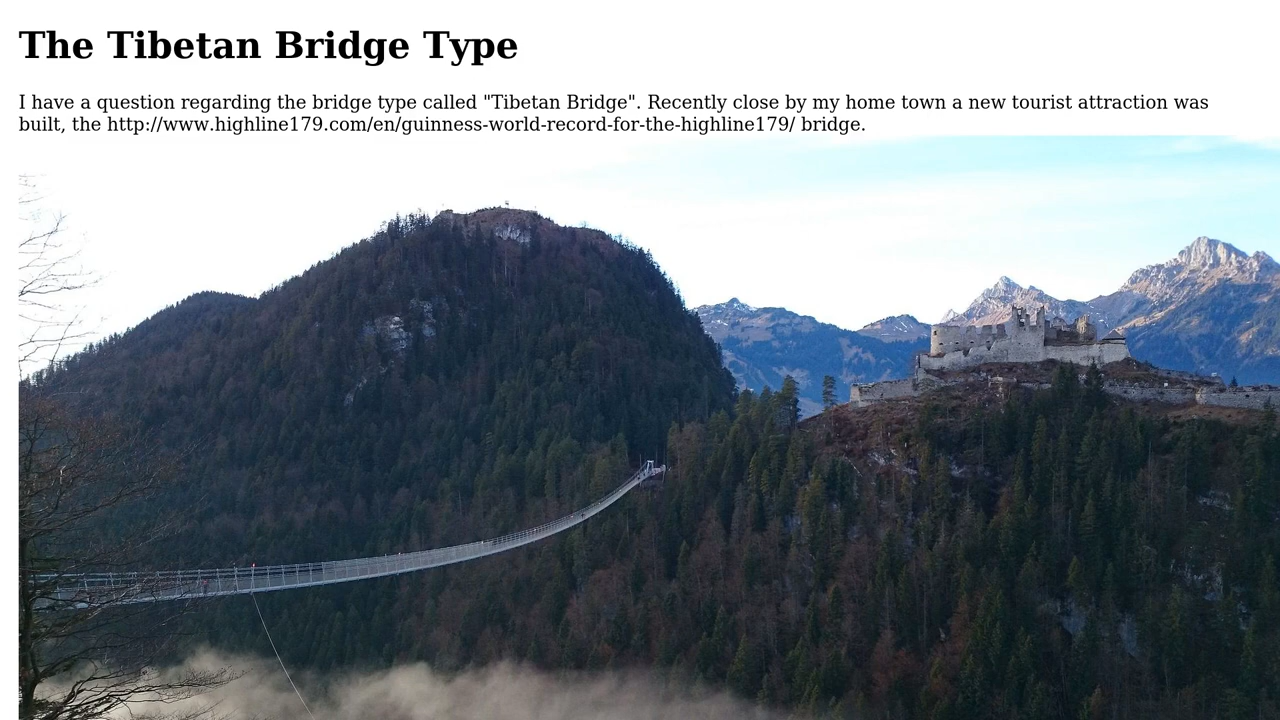 The Tibetan Bridge Type
I have a question regarding the bridge type called "Tibetan Bridge". Recently close by my home town a new tourist attraction was
built, the http://www.highline179.com/en/guinness-world-record-for-the-highline179/ bridge.